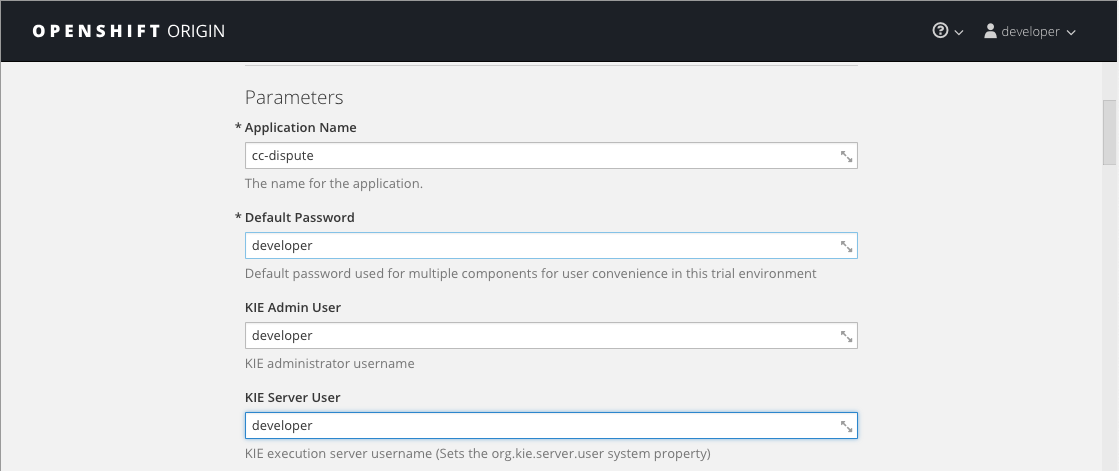 OPENSHIFT ORIGIN
developer
Parameters
* Application Name
cc-dispute
The name for the application.
* Default Password
developer
Default password used for multiple components for user convenience in this trial environment
KIE Admin User
developer
KIE administrator username
KIE Server User
developer
KIE execution server username (Sets the org.kie.server.user system property)